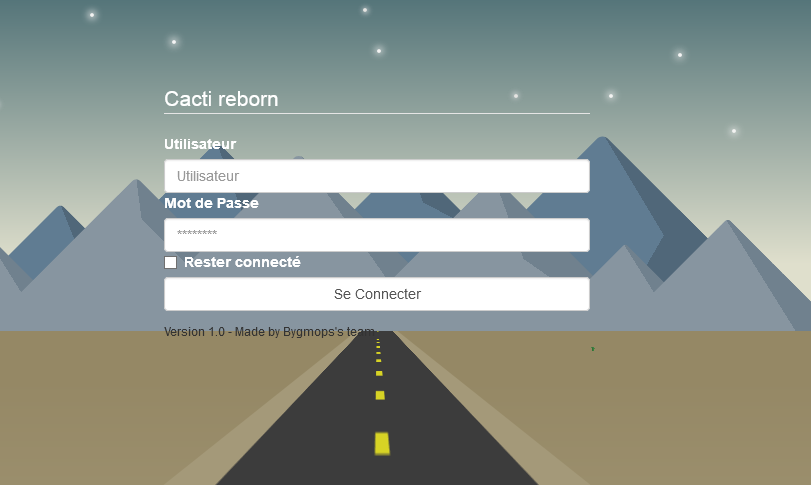 Cacti reborn
Utilisateur
Utilisateur
Mot de Passe
********
Rester connecté
Se Connecter
Version 1.0 - Made by Bygmops's team